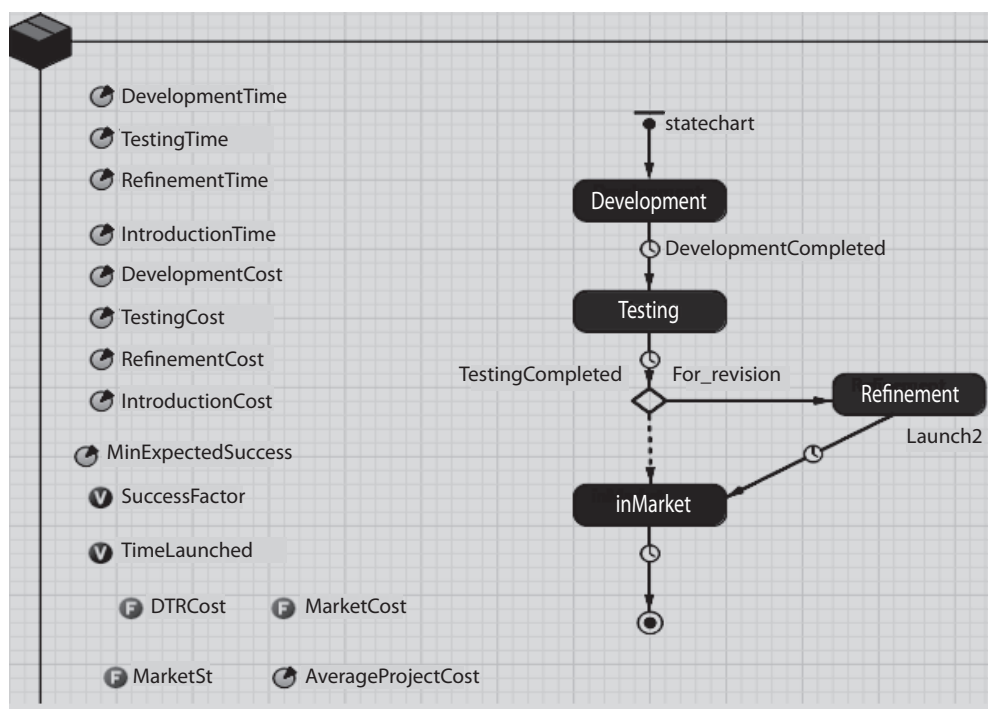 DevelopmentTime
TestingTime
RefinementTime
IntroductionTime
DevelopmentCost
TestingCost
RefinementCost
IntroductionCost
MinExpectedSuccess
V SuccessFactor
V TimeLaunched
F DTRCost
F MarketCost
F MarketSt
AverageProjectCost
statechart
Development
DevelopmentCompleted
Testing
TestingCompleted
For_revision
Refinement
Launch2
inMarket